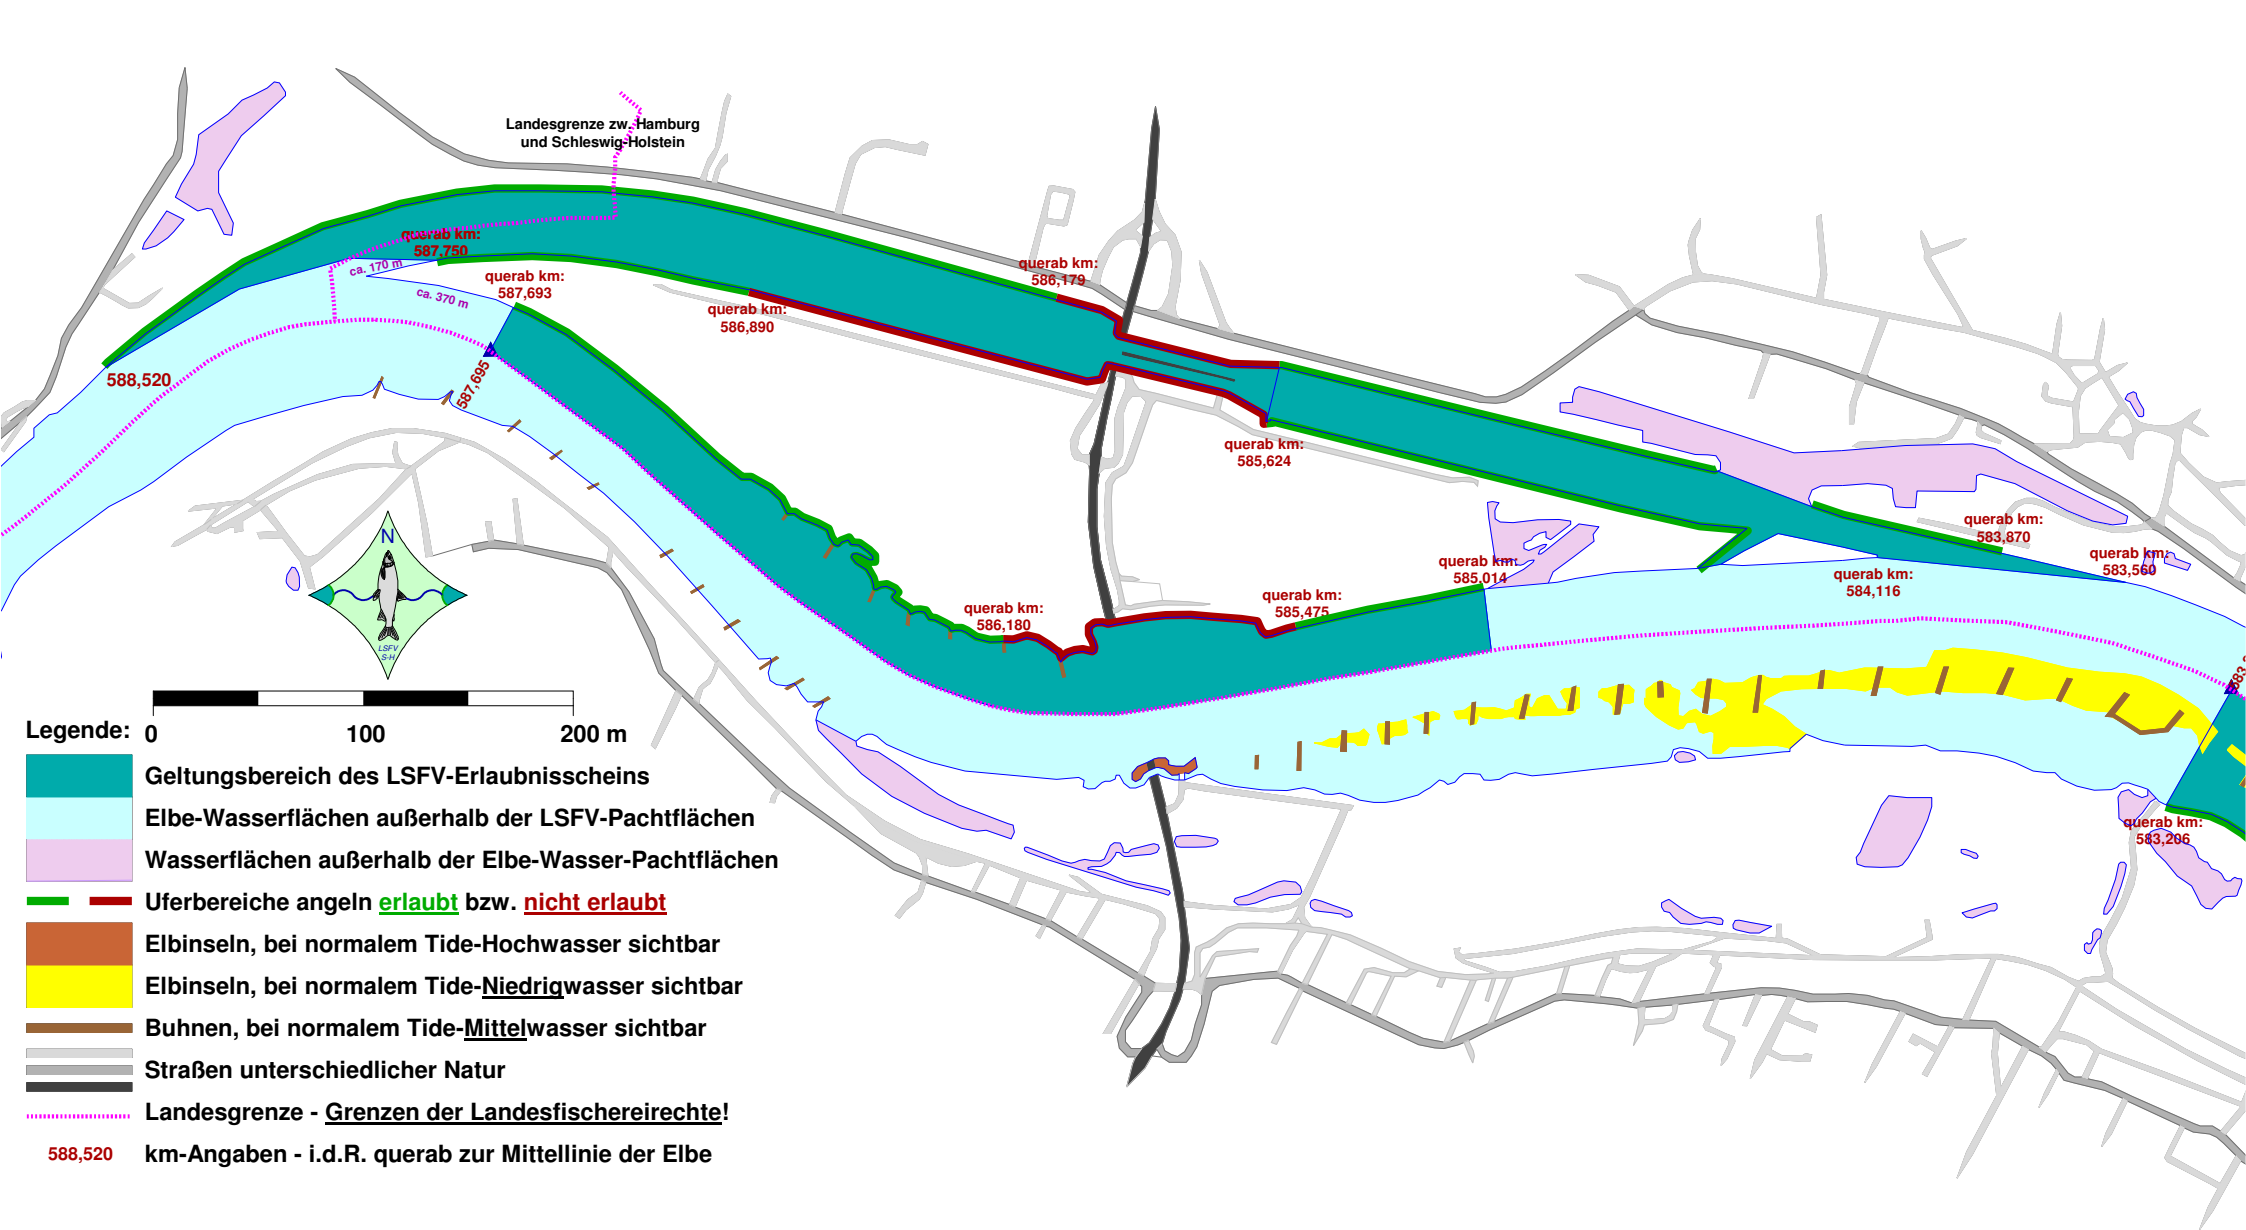 Landesgrenze zw. Hamburg
und Schleswig-Holstein
querab km:
587,750
ca. 170 m
ca. 370 m
querab km:
587,693
querab km:
586,179
querab km:
586,890
588,520
587,695
querab km:
585,624
querab km:
583,870
querab km:
583,560
querab km:
585,014
querab km:
584,116
querab km:
585,475
querab km:
586,180
N
LSFV
S-H
querab km:
583,206
Legende:
0 100 200 m
Geltungsbereich des LSFV-Erlaubnisscheins
Elbe-Wasserflächen außerhalb der LSFV-Pachtflächen
Wasserflächen außerhalb der Elbe-Wasser-Pachtflächen
Uferbereiche angeln erlaubt bzw. nicht erlaubt
Elbinseln, bei normalem Tide-Hochwasser sichtbar
Elbinseln, bei normalem Tide-Niedrigwasser sichtbar
Buhnen, bei normalem Tide-Mittelwasser sichtbar
Straßen unterschiedlicher Natur
Landesgrenze - Grenzen der Landesfischereirechte!
588,520 km-Angaben - i.d.R. querab zur Mittellinie der Elbe